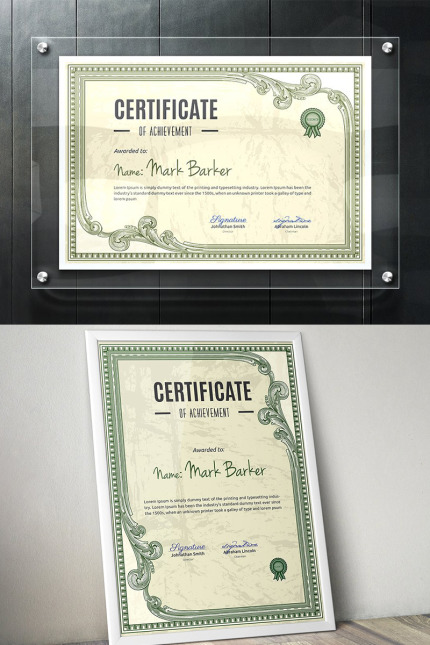 CERTIFICATE
OF ACHIEVEMENT
Awarded to:
Name: Mark Barker
Lorem Ipsum is simply dummy text of the printing and typesetting industry. Lorem Ipsum has been the
industry's standard dummy text ever since the 1500s, when an unknown printer took a galley of type and
lorem ipsum
Signature
Johnathan Smith
Signature
Abraham Lincoln
CERTIFICATE
OF ACHIEVEMENT
Awarded to:
Name: Mark Barker
Lorem Ipsum is simply dummy text of the printing and typesetting indus-
try. Lorem Ipsum has been the industry's standard dummy text ever since
the 1500s, when an unknown printer took a galley of type and scram
Signature
Johnathan Smith
Signature
Abraham Lincoln